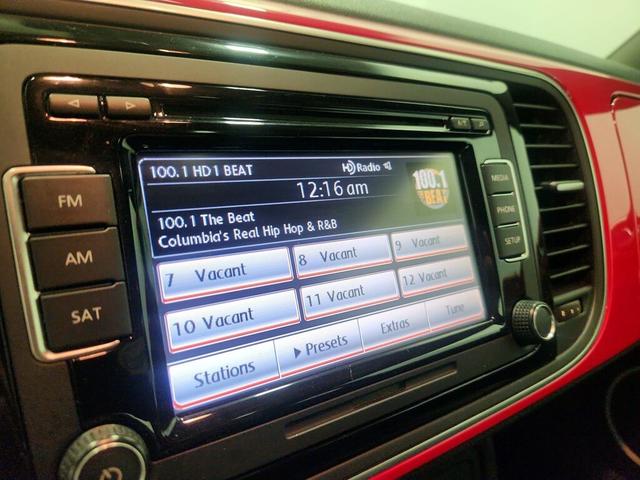 100.1 HD1 BEAT
HD Radio
12:16 am
100.1
THE BEAT
100.1 The Beat
Columbia's Real Hip Hop & R&B
7 Vacant
8 Vacant
9 Vacant
10 Vacant
11 Vacant
12 Vacant
Stations
Presets
Extras
Tune
FM
AM
SAT
MEDIA
PHONE
SETUP